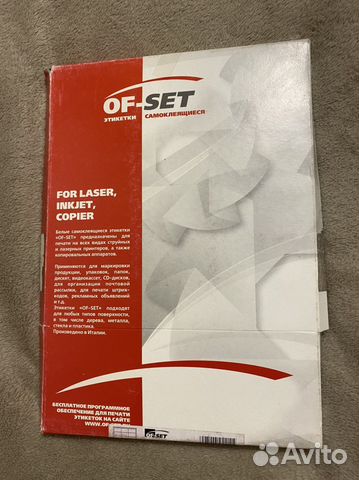 OF-SET
ЭТИКЕТКИ САМОКЛЕЯЩИЕСЯ
FOR LASER,
INKJET,
COPIER
Белые самоклеящиеся этикетки
«OF-SET» предназначены для
печати на всех видах струйных
и лазерных принтеров, а также
копировальных аппаратов.
Применяются для маркировки
продукции, упаковок, папок,
дискет, видеокассет, CD-дисков,
для организации почтовой
рассылки, для печати штрих-
кодов, рекламных объявлений
и т.д.
Этикетки «OF-SET» подходят
для любых типов поверхности,
в том числе дерева, металла,
стекла и пластика.
Произведено в Италии.
БЕСПЛАТНОЕ ПРОГРАММНОЕ
ОБЕСПЕЧЕНИЕ ДЛЯ ПЕЧАТИ
ЭТИКЕТОК НА САЙТЕ
OF-SET
Avito